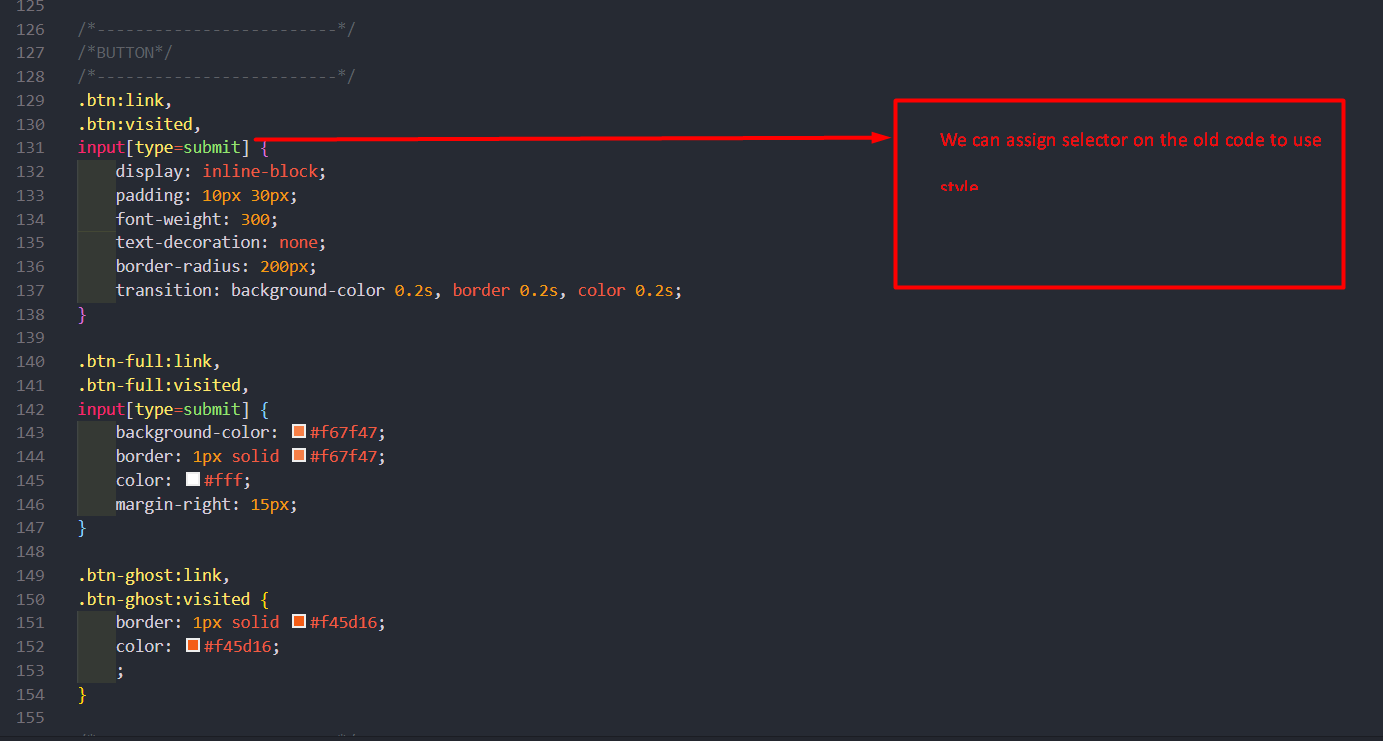 125
126 /*-------------------------*/
127 /*BUTTON*/
128 /*-------------------------*/
129 .btn:link,
130 .btn:visited,
131 input[type=submit] {
We can assign selector on the old code to use
132 display: inline-block;
133 padding: 10px 30px;
style
134 font-weight: 300;
135 text-decoration: none;
136 border-radius: 200px;
137 transition: background-color 0.2s, border 0.2s, color 0.2s;
138 }
139
140 .btn-full:link,
141 .btn-full:visited,
142 input[type=submit] {
143 background-color: #f67f47;
144 border: 1px solid #f67f47;
145 color: #fff;
146 margin-right: 15px;
147 }
148
149 .btn-ghost:link,
150 .btn-ghost:visited {
151 border: 1px solid #f45d16;
152 color: #f45d16;
153 ;
154 }
155